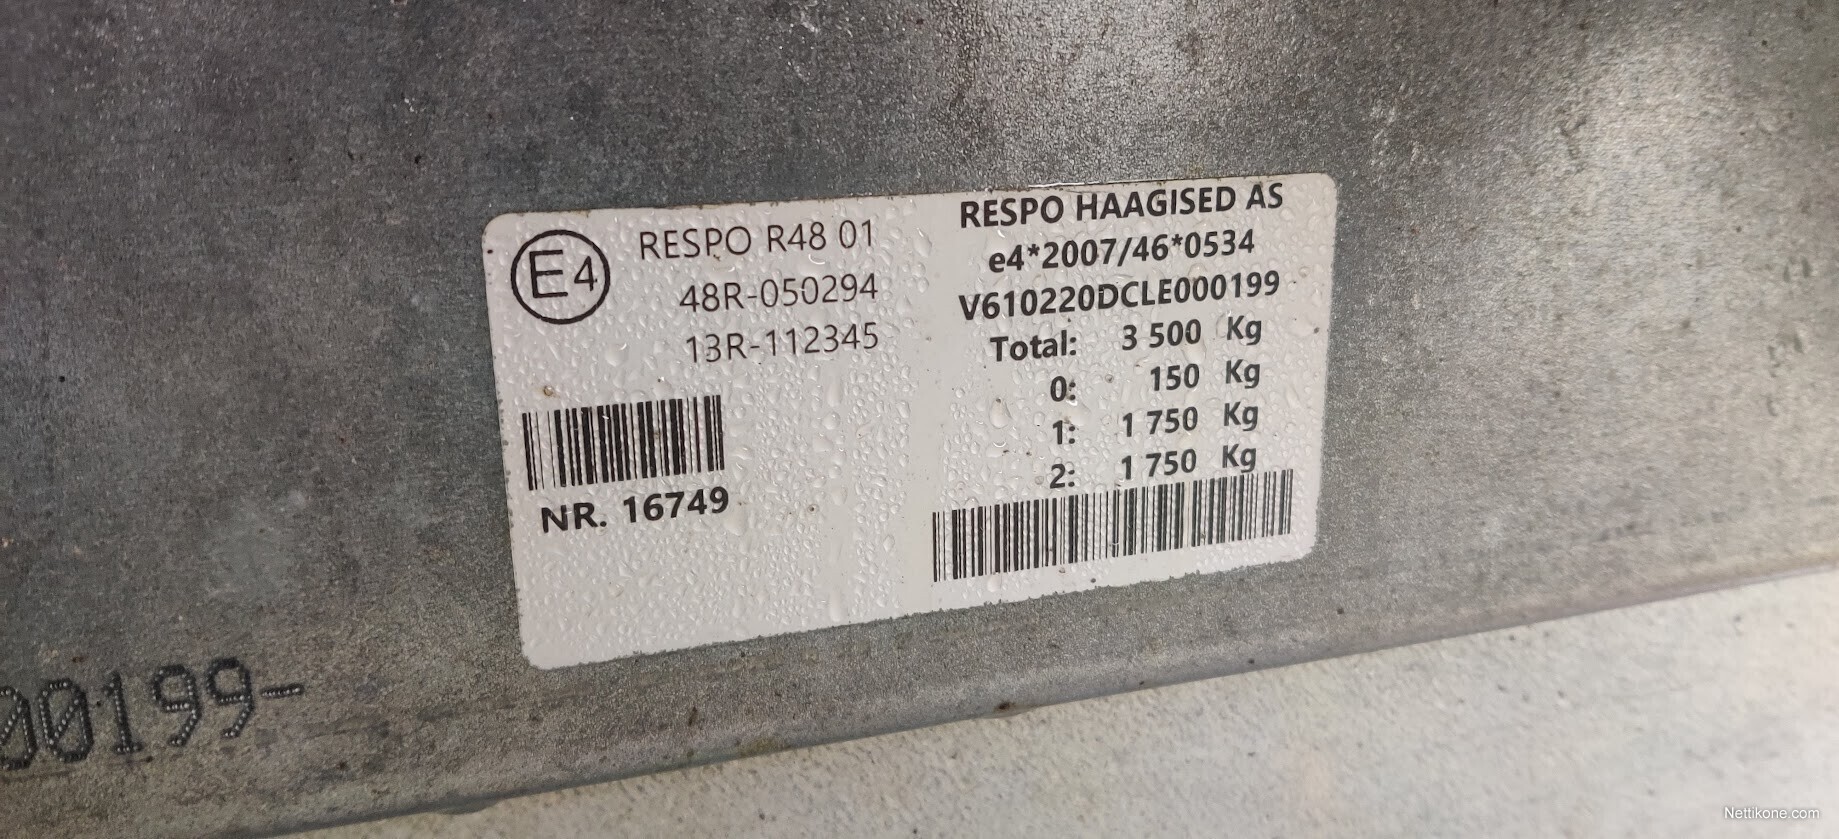 E4
RESPO R48 01
48R-050294
13R-112345
NR. 16749
RESPO HAAGISED AS
e4*2007/46*0534
V610220DCLE000199
Total: 3 500 Kg
0: 150 Kg
1: 1 750 Kg
2: 1 750 Kg
00199-
Nettikone.com